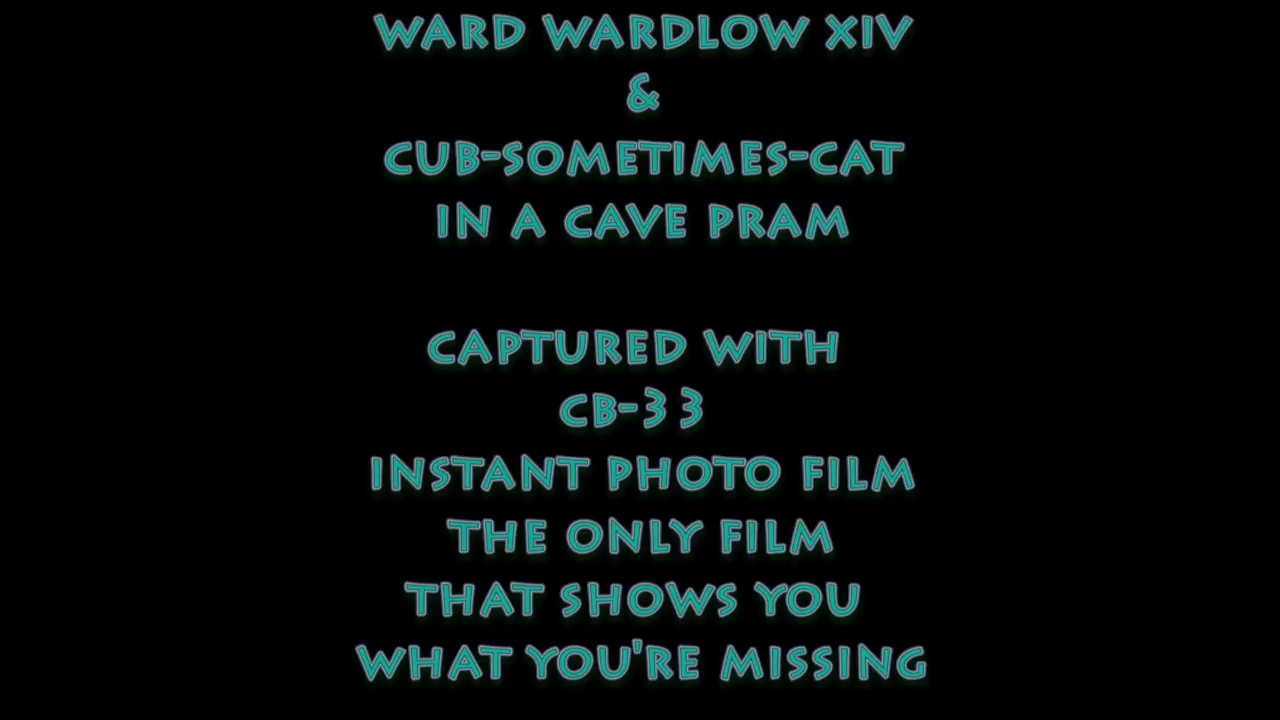 WARD WARDLOW XIV
&
CUB-SOMETIMES-CAT
IN A CAVE PRAM
CAPTURED WITH
CB-33
INSTANT PHOTO FILM
THE ONLY FILM
THAT SHOWS YOU
WHAT YOU'RE MISSING